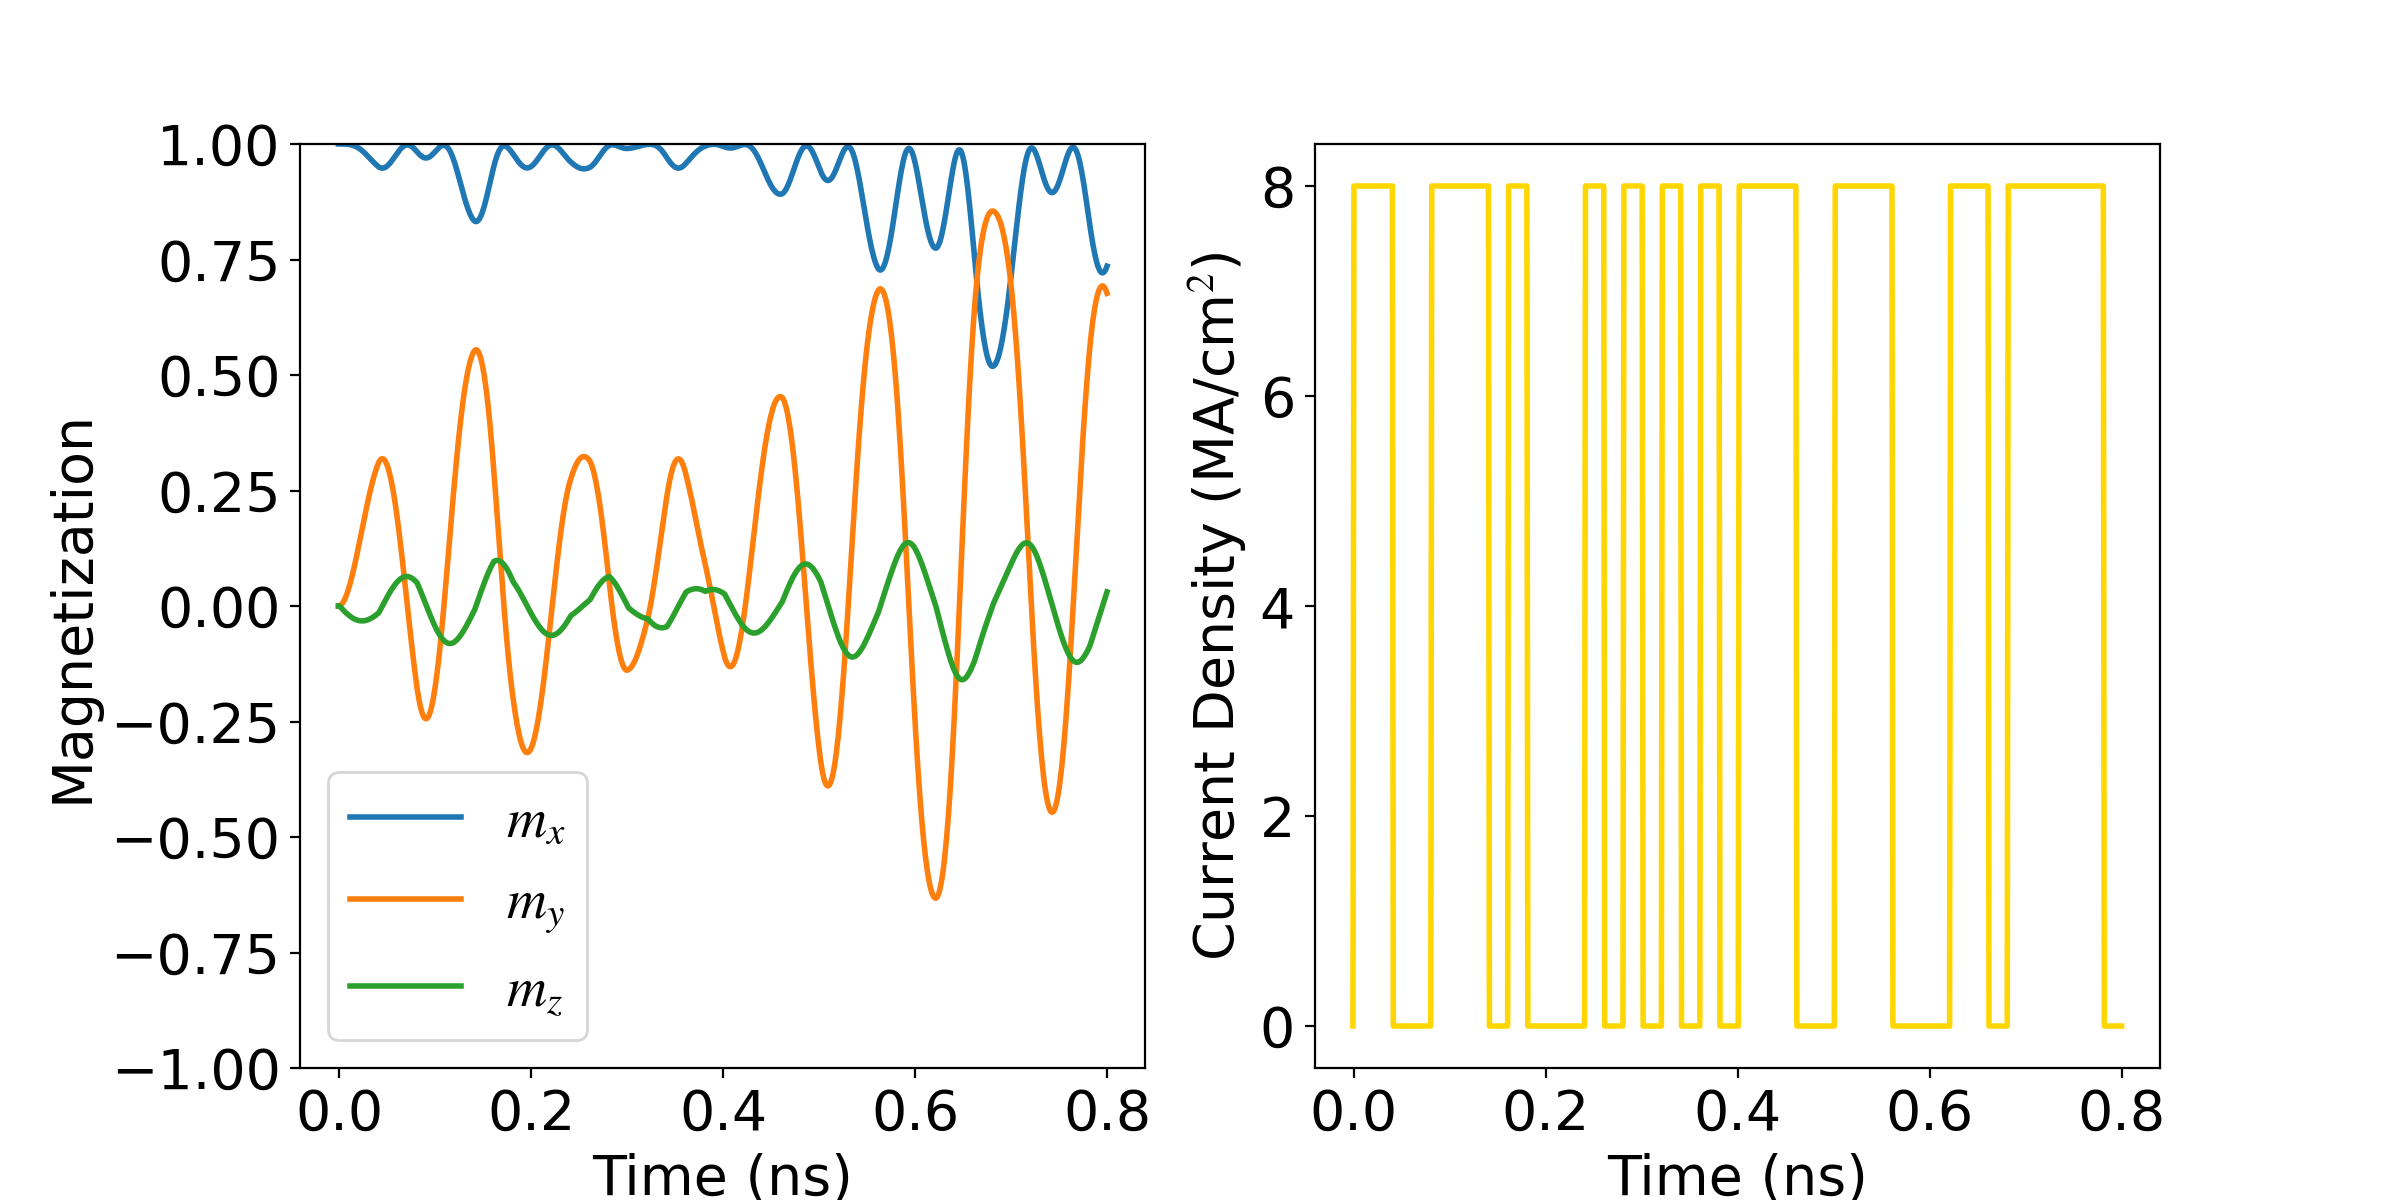 Magnetization
1.00
0.75
0.50
0.25
0.00
−0.25
−0.50
−0.75
−1.00
m_x
m_y
m_z
0.0 0.2 0.4 0.6 0.8
Time (ns)
Current Density (MA/cm²)
8
6
4
2
0
0.0 0.2 0.4 0.6 0.8
Time (ns)